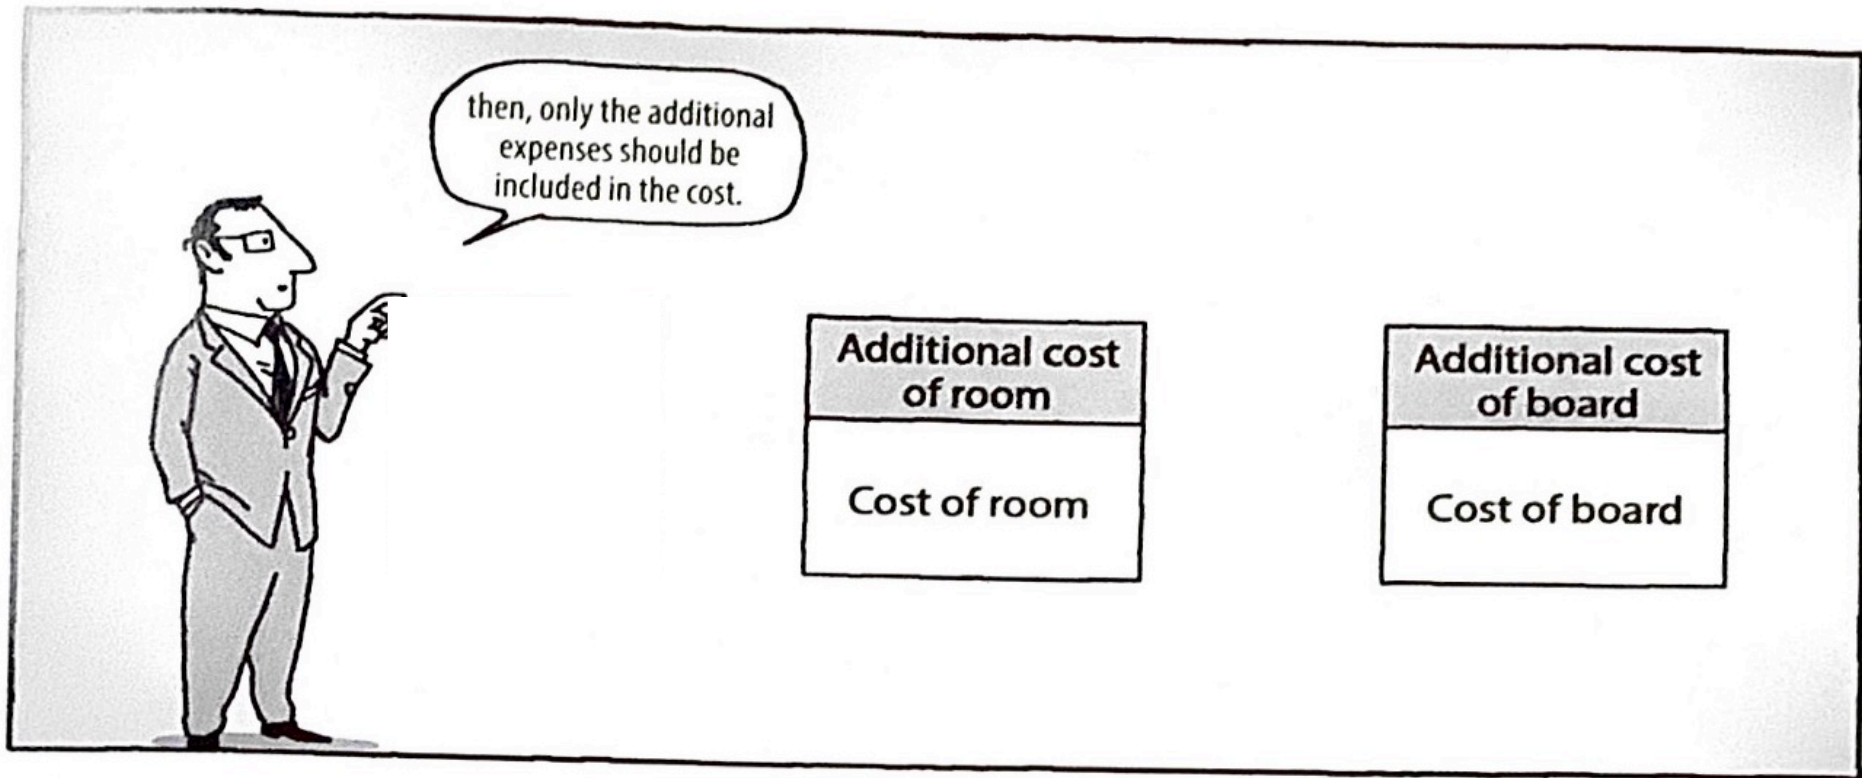 then, only the additional
expenses should be
included in the cost.
Additional cost
of room
Cost of room
Additional cost
of board
Cost of board